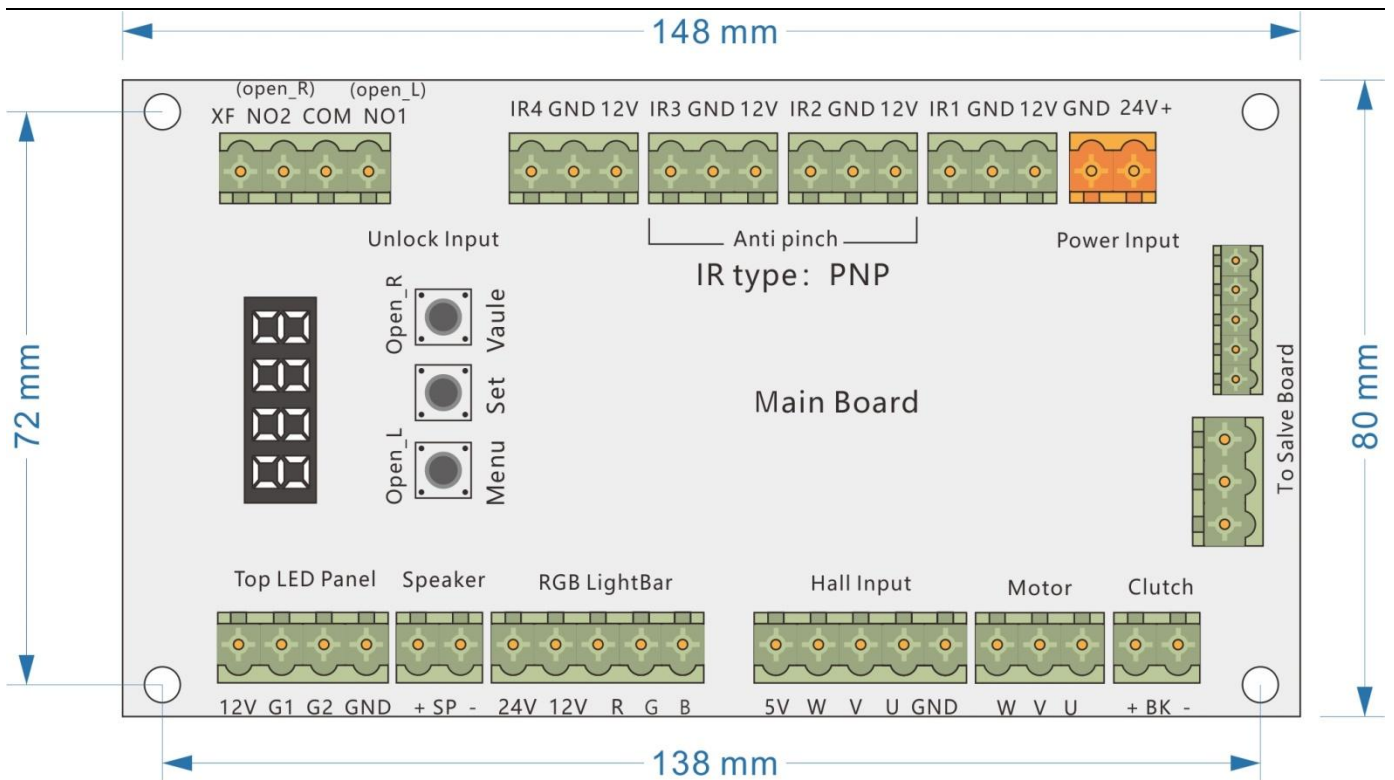 148 mm
(open_R) (open_L)
XF NO2 COM NO1
IR4 GND 12V IR3 GND 12V IR2 GND 12V IR1 GND 12V GND 24V+
Unlock Input
Anti pinch
Power Input
IR type: PNP
Open_R
Vaule
Set
Open_L
Menu
Main Board
To Salve Board
72 mm
80 mm
Top LED Panel Speaker RGB LightBar Hall Input Motor Clutch
12V G1 G2 GND + SP - 24V 12V R G B 5V W V U GND W V U + BK -
138 mm